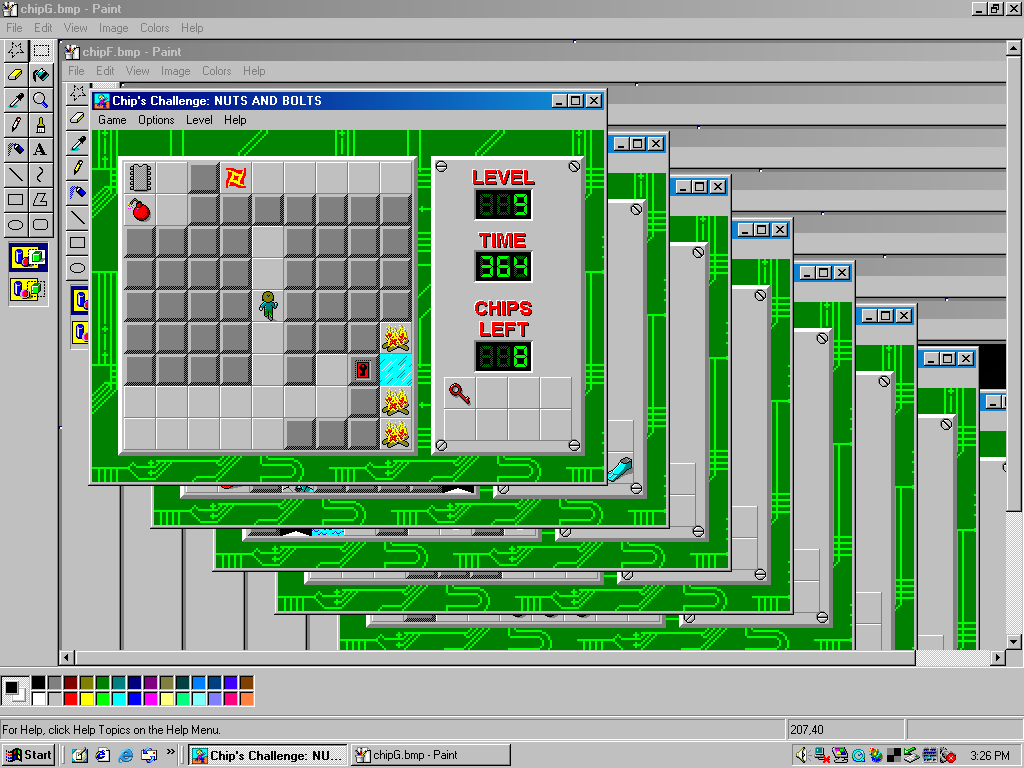 chipG.bmp - Paint
File Edit View Image Colors Help
chipF.bmp - Paint
File Edit View Image Colors Help
Chip's Challenge: NUTS AND BOLTS
Game Options Level Help
LEVEL
9
TIME
364
CHIPS
LEFT
8
A
For Help, click Help Topics on the Help Menu.
207,40
Start
Chip's Challenge: NU...
chipG.bmp - Paint
3:26 PM